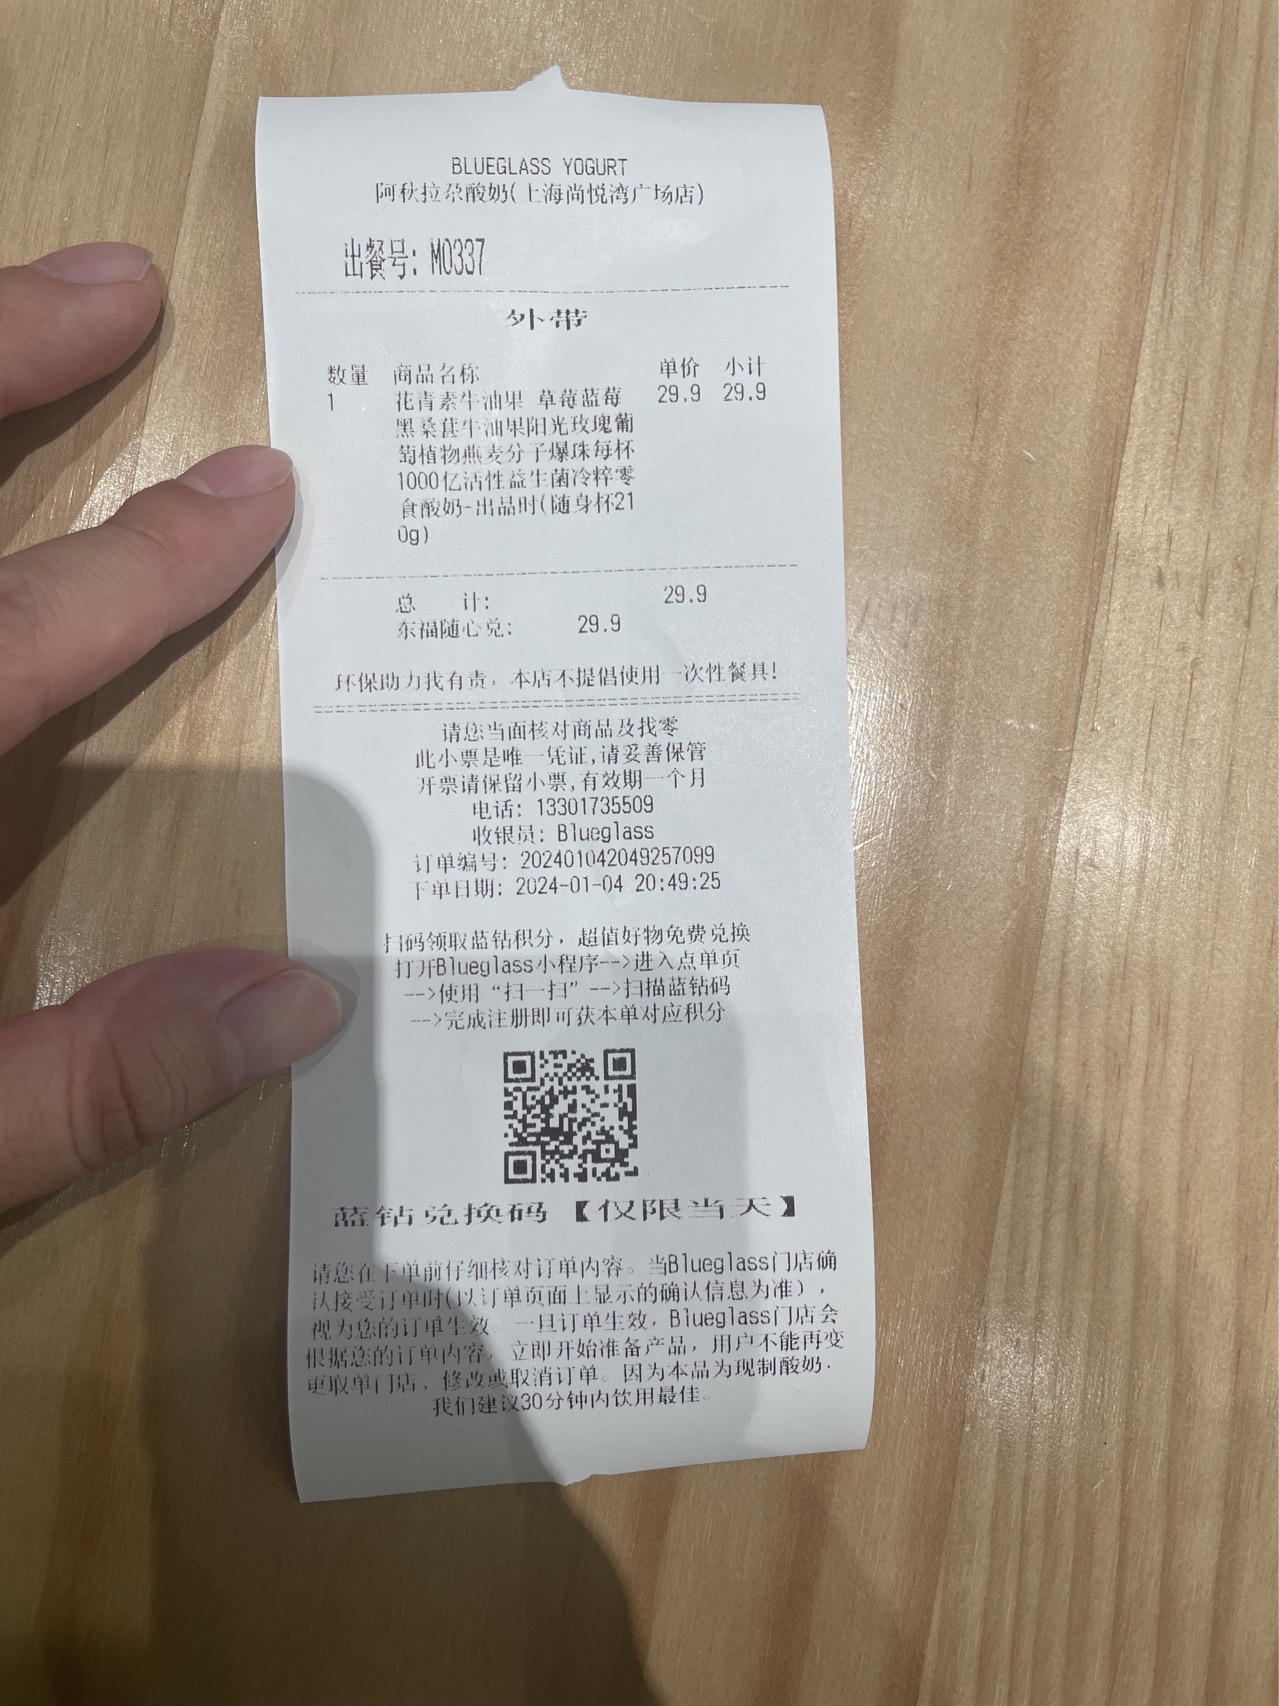 BLUEGLASS YOGURT
阿秋拉尕酸奶(上海尚悦湾广场店)
出餐号: M0337
外带
数量 商品名称 单价 小计
1 花青素牛油果 草莓蓝莓 29.9 29.9
黑桑葚牛油果阳光玫瑰葡
萄植物燕麦分子爆珠每杯
1000亿活性益生菌冷粹零
食酸奶-出品时(随身杯21
0g)
总 计: 29.9
东福随心兑: 29.9
环保助力我有责，本店不提倡使用一次性餐具!
请您当面核对商品及找零
此小票是唯一凭证,请妥善保管
开票请保留小票,有效期一个月
电话: 13301735509
收银员: Blueglass
订单编号: 202401042049257099
下单日期: 2024-01-04 20:49:25
扫码领取蓝钻积分，超值好物免费兑换
打开Blueglass小程序-->进入点单页
-->使用“扫一扫”-->扫描蓝钻码
-->完成注册即可获本单对应积分
蓝钻兑换码【仅限当天】
请您在下单前仔细核对订单内容。当Blueglass门店确
认接受订单时(以订单页面上显示的确认信息为准)，
视为您的订单生效。一旦订单生效，Blueglass门店会
根据您的订单内容，立即开始准备产品，用户不能再变
更取单门店、修改或取消订单。因为本品为现制酸奶.
我们建议30分钟内饮用最佳。